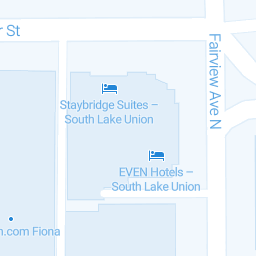 St
Fairview Ave N
Staybridge Suites –
South Lake Union
EVEN Hotels –
South Lake Union
.com Fiona